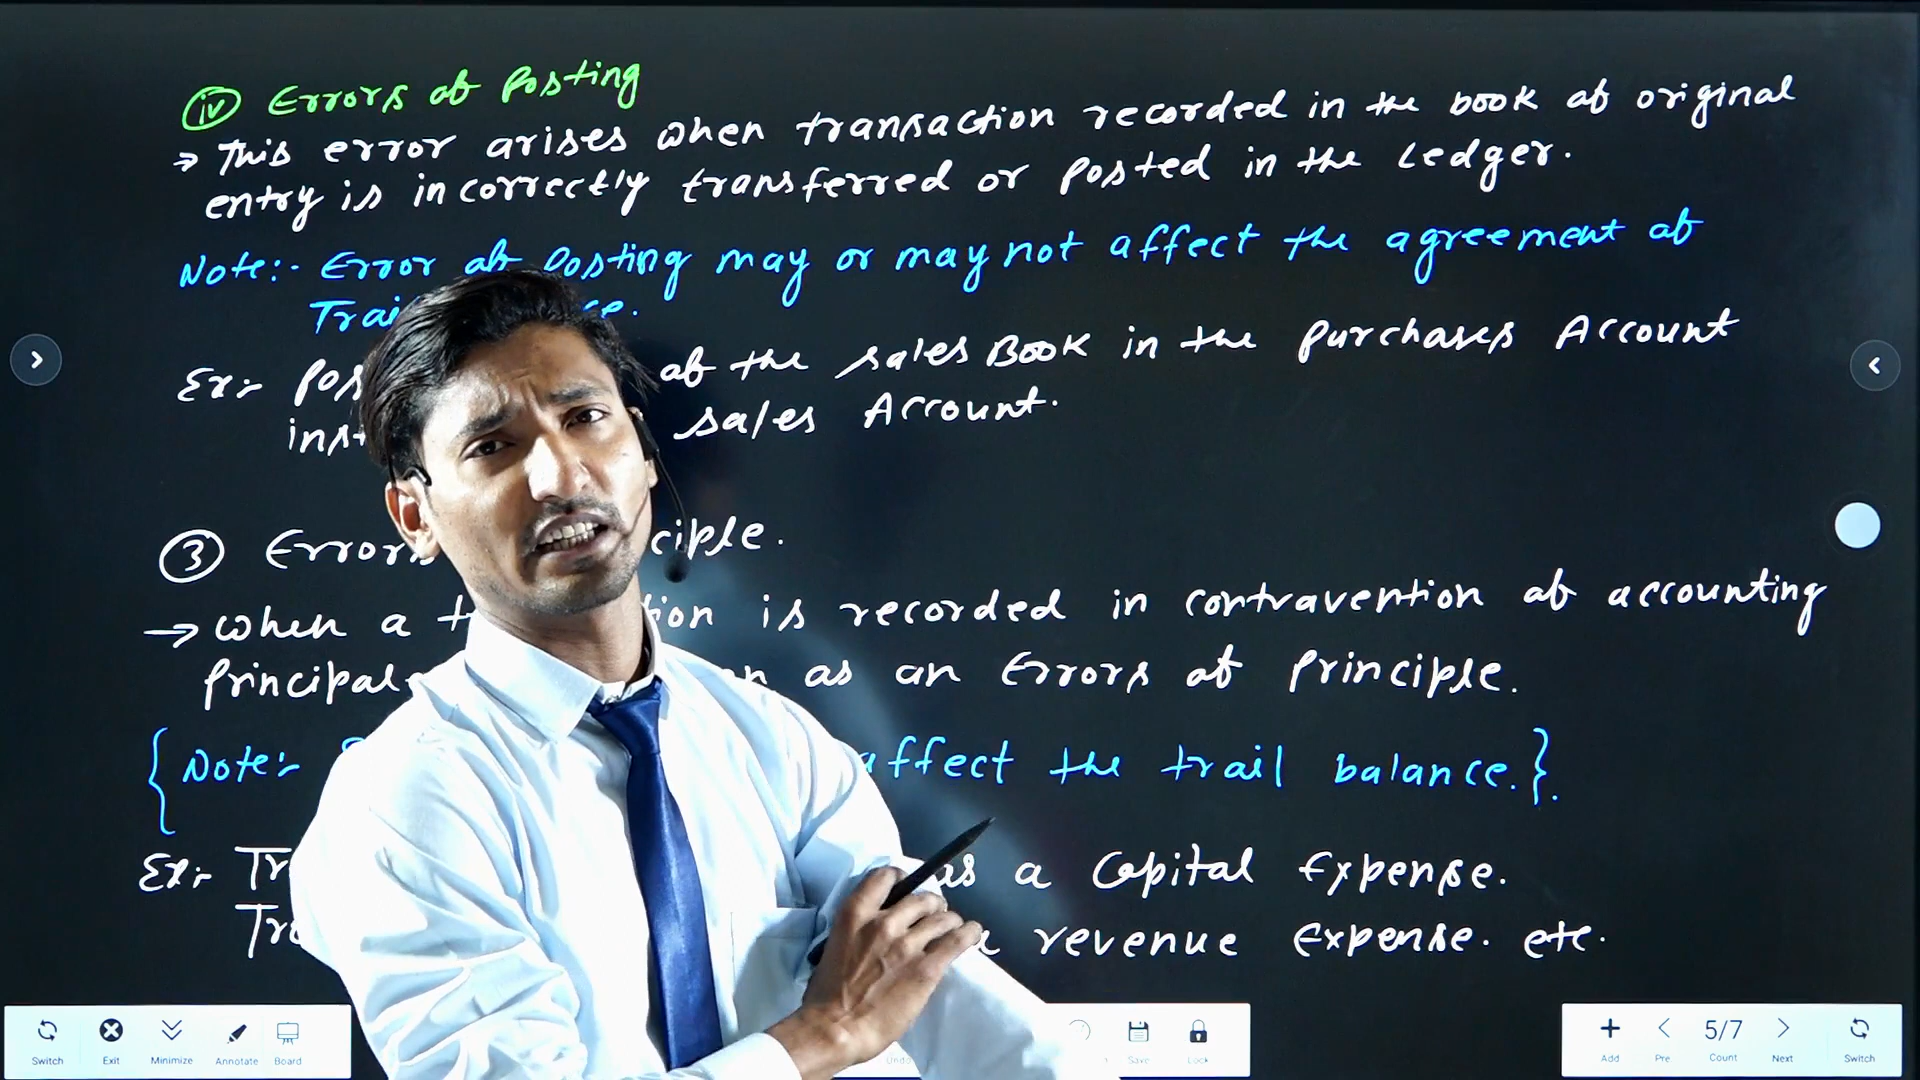 (iv) Errors of Posting
→ This error arises when transaction recorded in the book of original
entry is incorrectly transferred or posted in the Ledger.
Note:- Error of Posting may or may not affect the agreement of
Trai ce.
Ex:- Pos of the sales Book in the Purchases Account
inst sales Account.
(3) Errors ciple.
→ When a t ion is recorded in contravention of accounting
Principal n as an Errors of Principle.
{Note:- affect the trail balance.}.
Ex:- Tr as a Capital Expense.
Tra a revenue Expense. etc.
Switch Exit Minimize Annotate Board Undo Save Lock Add Pre 5/7 Count Next Switch